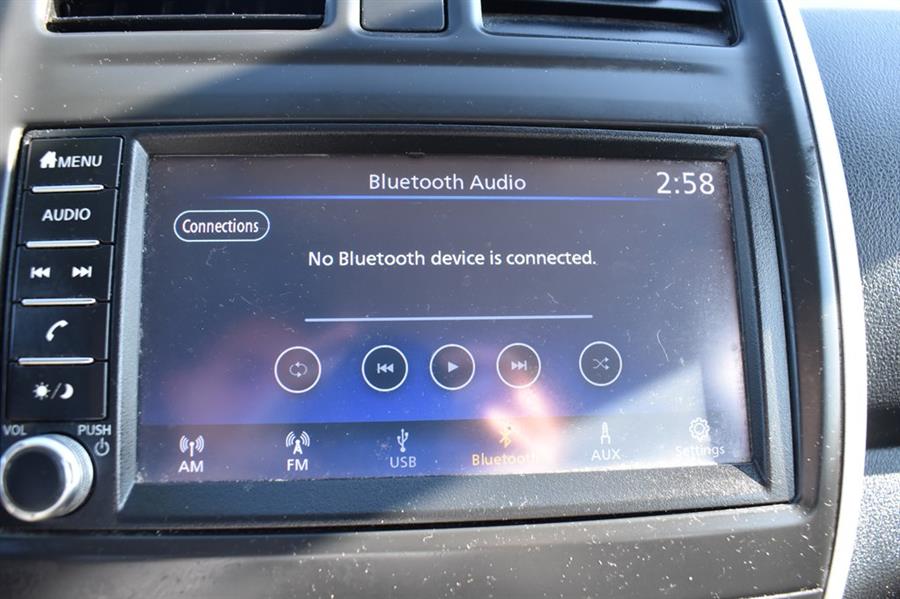 MENU
AUDIO
VOL
PUSH
Bluetooth Audio
2:58
Connections
No Bluetooth device is connected.
AM
FM
USB
Bluetooth
AUX
Settings